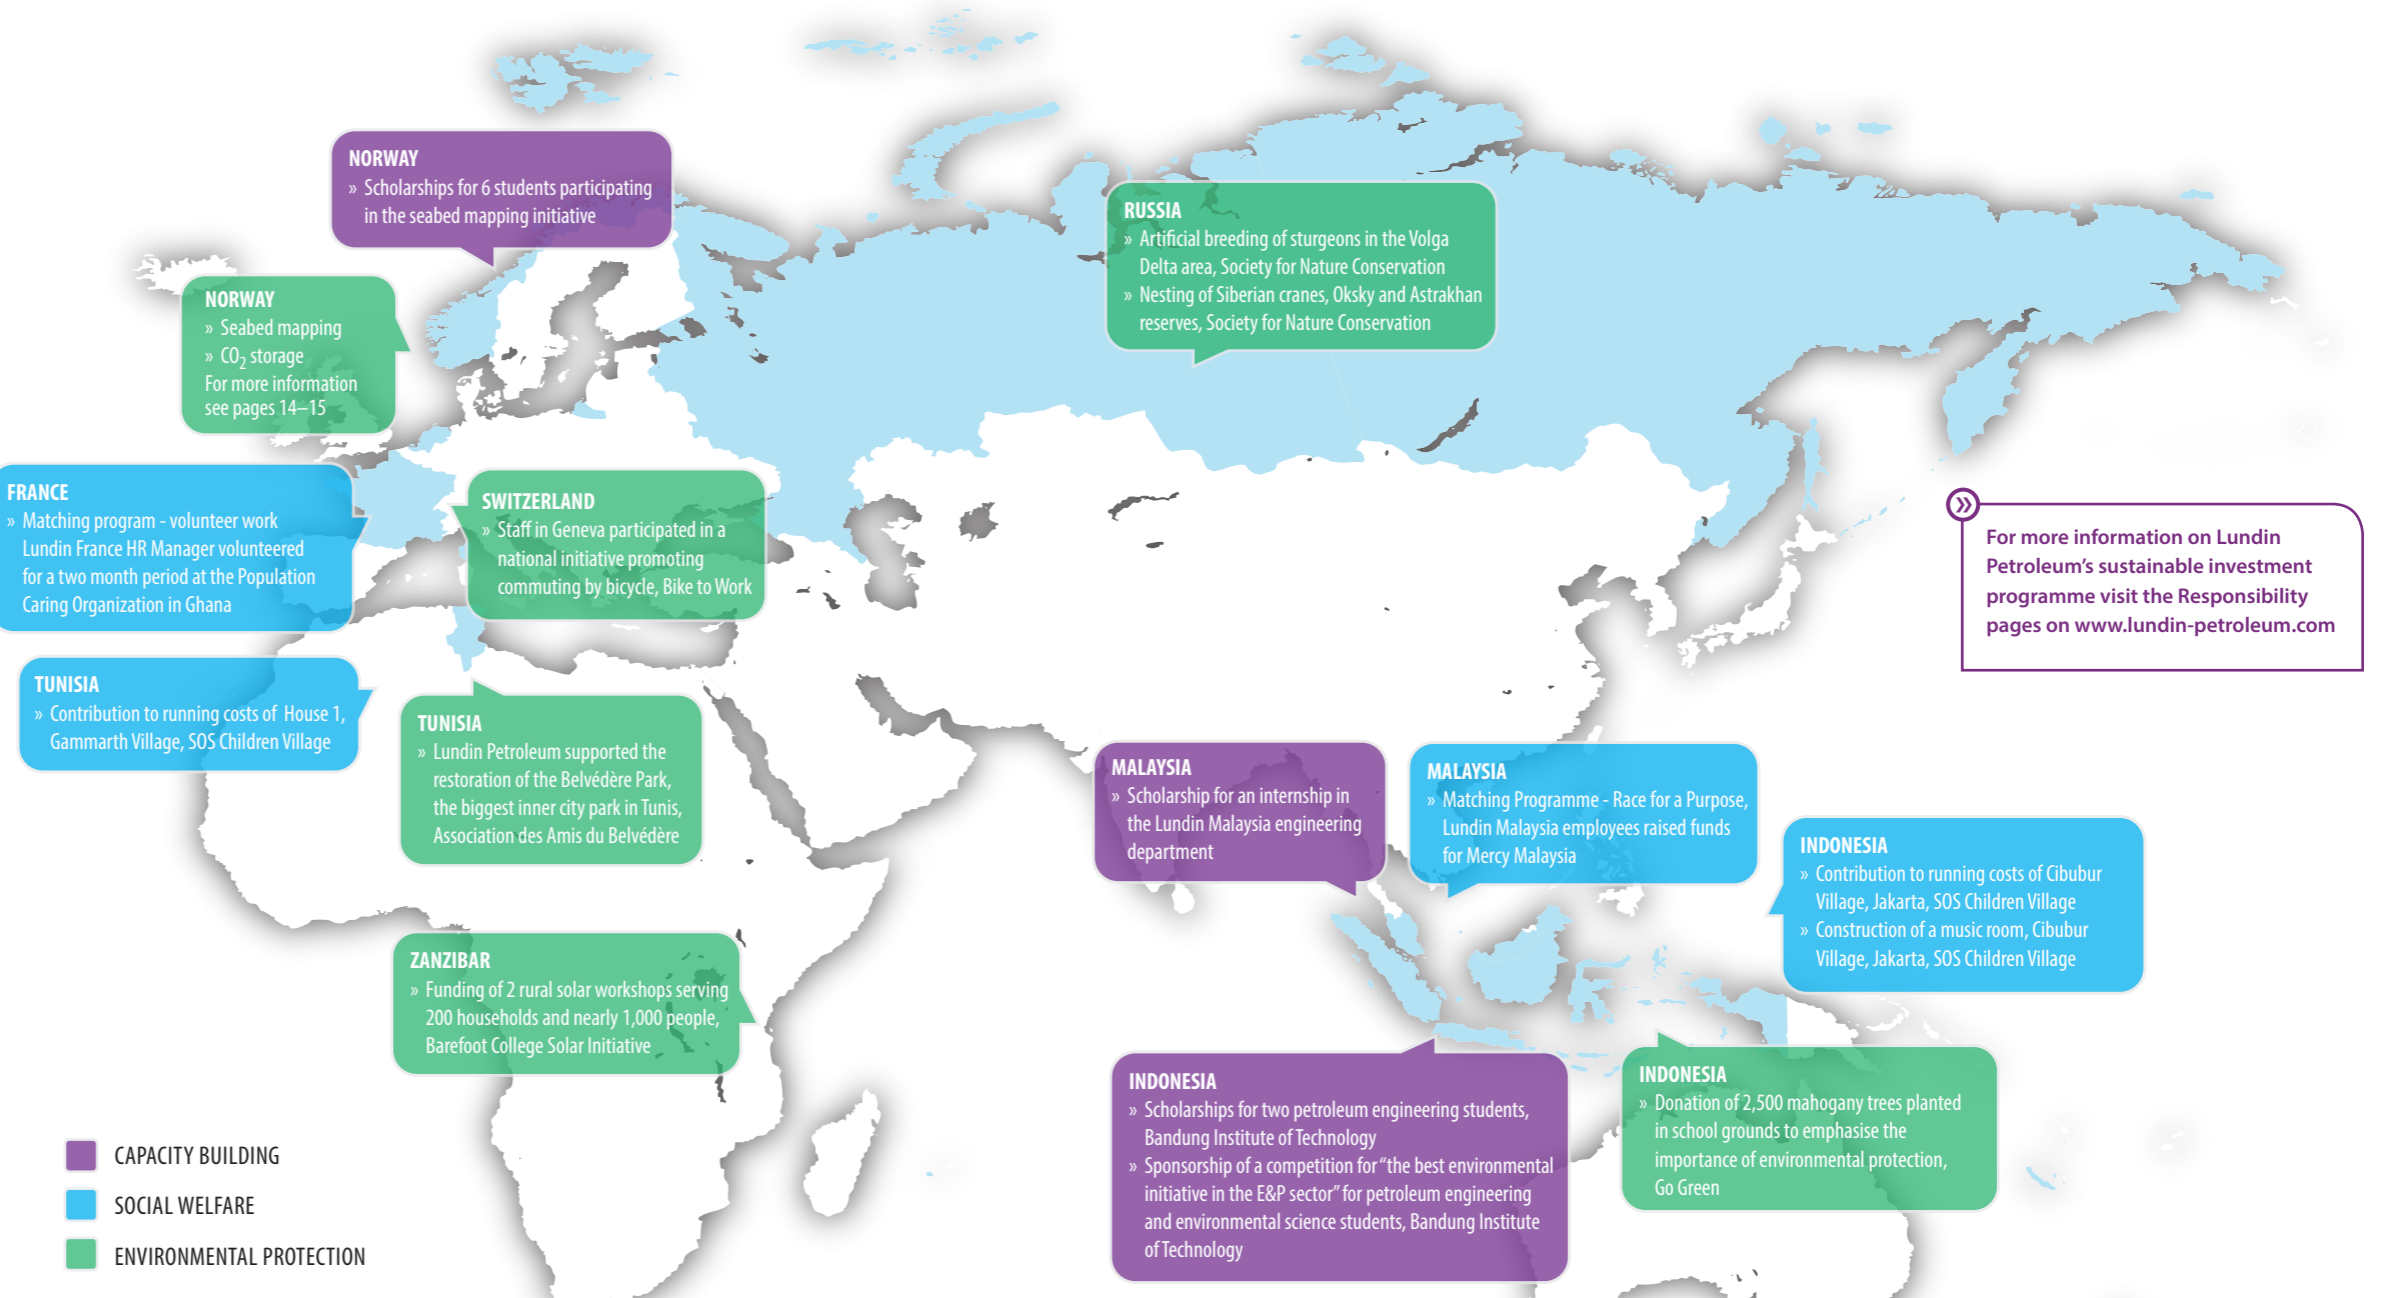 NORWAY
» Scholarships for 6 students participating
in the seabed mapping initiative
NORWAY
» Seabed mapping
» CO2 storage
For more information
see pages 14–15
RUSSIA
» Artificial breeding of sturgeons in the Volga
Delta area, Society for Nature Conservation
» Nesting of Siberian cranes, Oksky and Astrakhan
reserves, Society for Nature Conservation
FRANCE
» Matching program - volunteer work
Lundin France HR Manager volunteered
for a two month period at the Population
Caring Organization in Ghana
SWITZERLAND
» Staff in Geneva participated in a
national initiative promoting
commuting by bicycle, Bike to Work
»
For more information on Lundin
Petroleum's sustainable investment
programme visit the Responsibility
pages on www.lundin-petroleum.com
TUNISIA
» Contribution to running costs of House 1,
Gammarth Village, SOS Children Village
TUNISIA
» Lundin Petroleum supported the
restoration of the Belvédère Park,
the biggest inner city park in Tunis,
Association des Amis du Belvédère
MALAYSIA
» Scholarship for an internship in
the Lundin Malaysia engineering
department
MALAYSIA
» Matching Programme - Race for a Purpose,
Lundin Malaysia employees raised funds
for Mercy Malaysia
INDONESIA
» Contribution to running costs of Cibubur
Village, Jakarta, SOS Children Village
» Construction of a music room, Cibubur
Village, Jakarta, SOS Children Village
ZANZIBAR
» Funding of 2 rural solar workshops serving
200 households and nearly 1,000 people,
Barefoot College Solar Initiative
INDONESIA
» Scholarships for two petroleum engineering students,
Bandung Institute of Technology
» Sponsorship of a competition for “the best environmental
initiative in the E&P sector” for petroleum engineering
and environmental science students, Bandung Institute
of Technology
INDONESIA
» Donation of 2,500 mahogany trees planted
in school grounds to emphasise the
importance of environmental protection,
Go Green
CAPACITY BUILDING
SOCIAL WELFARE
ENVIRONMENTAL PROTECTION